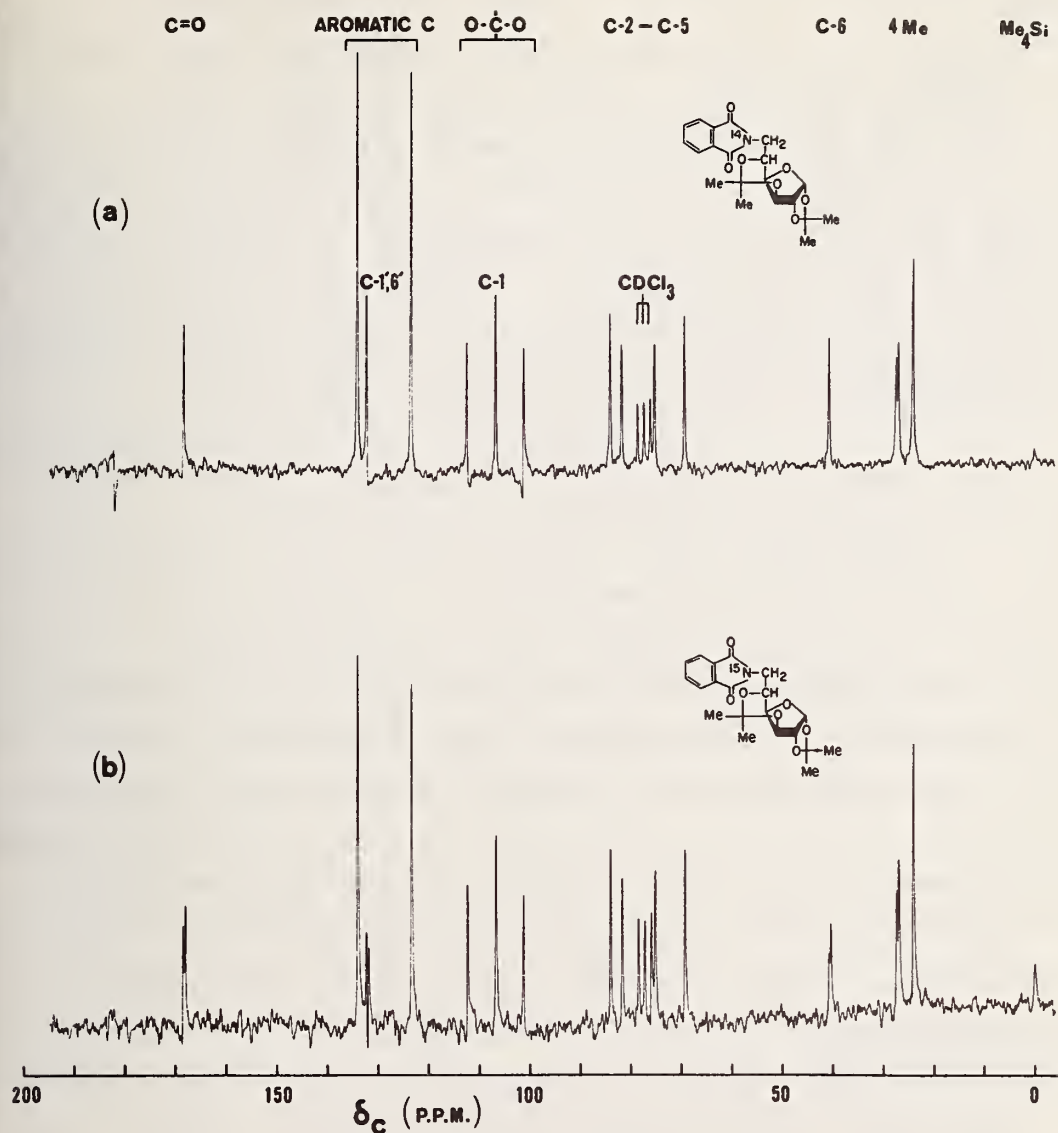 C=O AROMATIC C O-C-O C-2 – C-5 C-6 4 Me Me4Si
O
14N-CH2
O-CH
O
O
Me
O
O
Me
O
Me
Me
(a)
C-1',6' C-1 CDCl3
O
15N-CH2
O-CH
O
O
Me
O
O
Me
O
Me
Me
(b)
200 150 100 50 0
δC (P.P.M.)